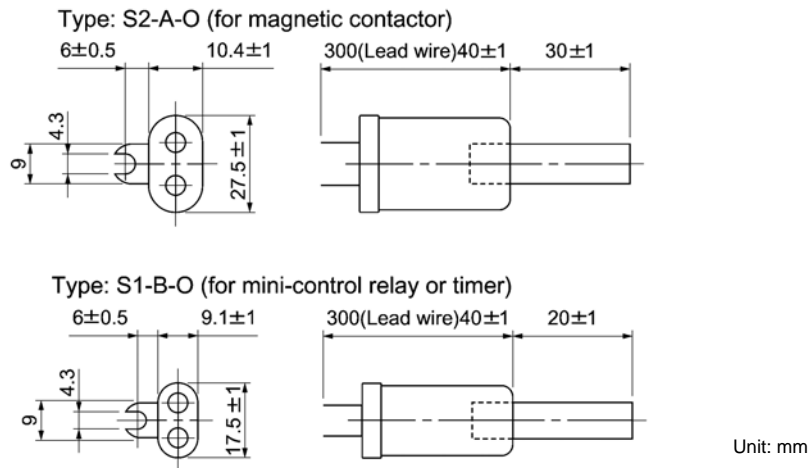 Type: S2-A-O (for magnetic contactor)
6±0.5 10.4±1 300(Lead wire)40±1 30±1
4.3
9
27.5±1
Type: S1-B-O (for mini-control relay or timer)
6±0.5 9.1±1 300(Lead wire)40±1 20±1
4.3
9
17.5±1
Unit: mm